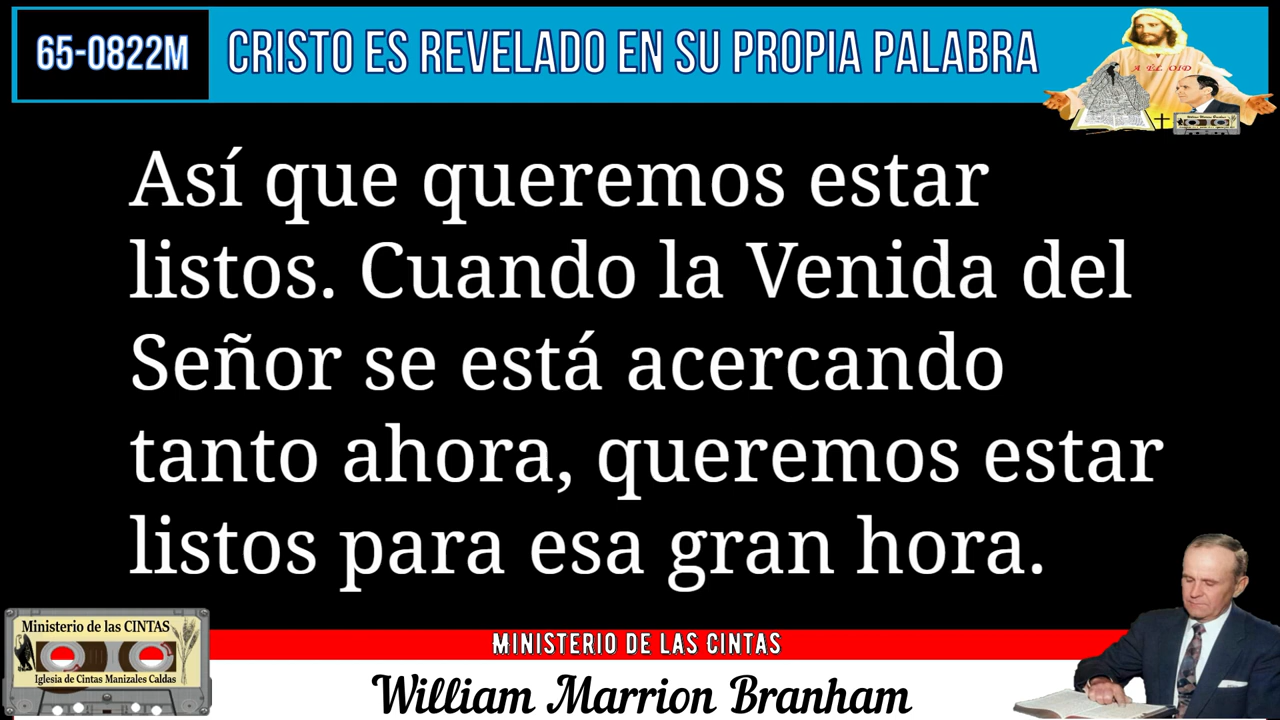 65-0822M
CRISTO ES REVELADO EN SU PROPIA PALABRA
A ÉL OID
Así que queremos estar
listos. Cuando la Venida del
Señor se está acercando
tanto ahora, queremos estar
listos para esa gran hora.
Ministerio de las CINTAS
Iglesia de Cintas Manizales Caldas
MINISTERIO DE LAS CINTAS
William Marrion Branham